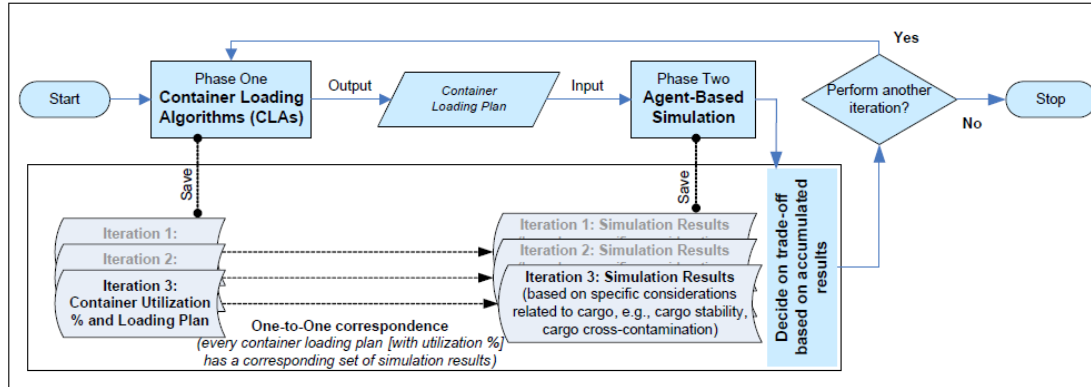 Yes
Start
Phase One
Container Loading
Algorithms (CLAs)
Output
Container
Loading Plan
Input
Phase Two
Agent-Based
Simulation
Perform another
iteration?
No
Stop
Save
Save
Iteration 1:
Iteration 2:
Iteration 3:
Container Utilization
% and Loading Plan
Iteration 1: Simulation Results
Iteration 2: Simulation Results
Iteration 3: Simulation Results
(based on specific considerations
related to cargo, e.g., cargo stability,
cargo cross-contamination)
One-to-One correspondence
(every container loading plan [with utilization %]
has a corresponding set of simulation results)
Decide on trade-off
based on accumulated
results